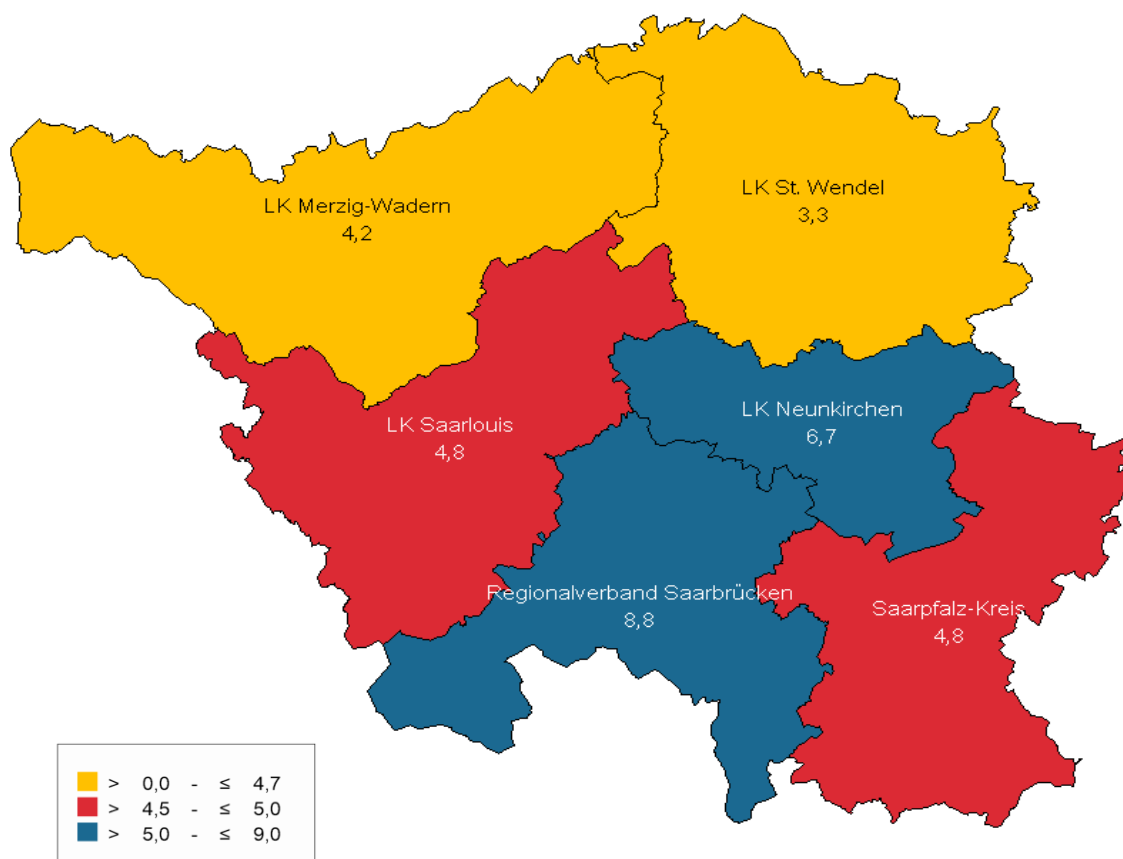 LK St. Wendel
3,3
LK Merzig-Wadern
4,2
LK Neunkirchen
6,7
LK Saarlouis
4,8
Regionalverband Saarbrücken
8,8
Saarpfalz-Kreis
4,8
> 0,0 - ≤ 4,7
> 4,5 - ≤ 5,0
> 5,0 - ≤ 9,0